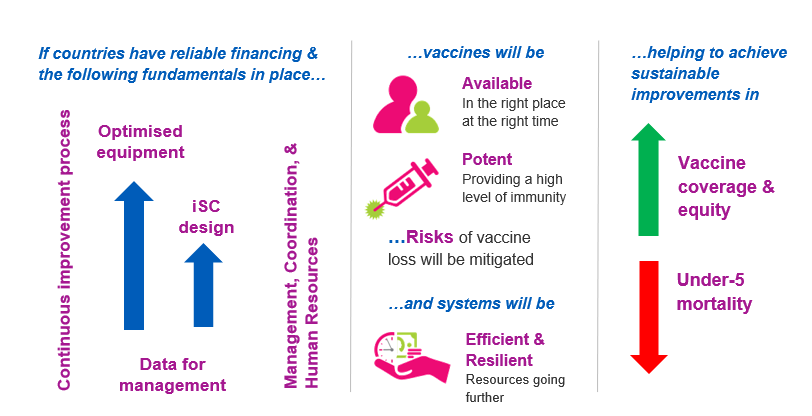 If countries have reliable financing &
the following fundamentals in place…
Continuous improvement process
Optimised
equipment
iSC
design
Data for
management
Management, Coordination, &
Human Resources
…vaccines will be
Available
In the right place
at the right time
Potent
Providing a high
level of immunity
…Risks of vaccine
loss will be mitigated
…and systems will be
Efficient &
Resilient
Resources going
further
…helping to achieve
sustainable
improvements in
Vaccine
coverage &
equity
Under-5
mortality